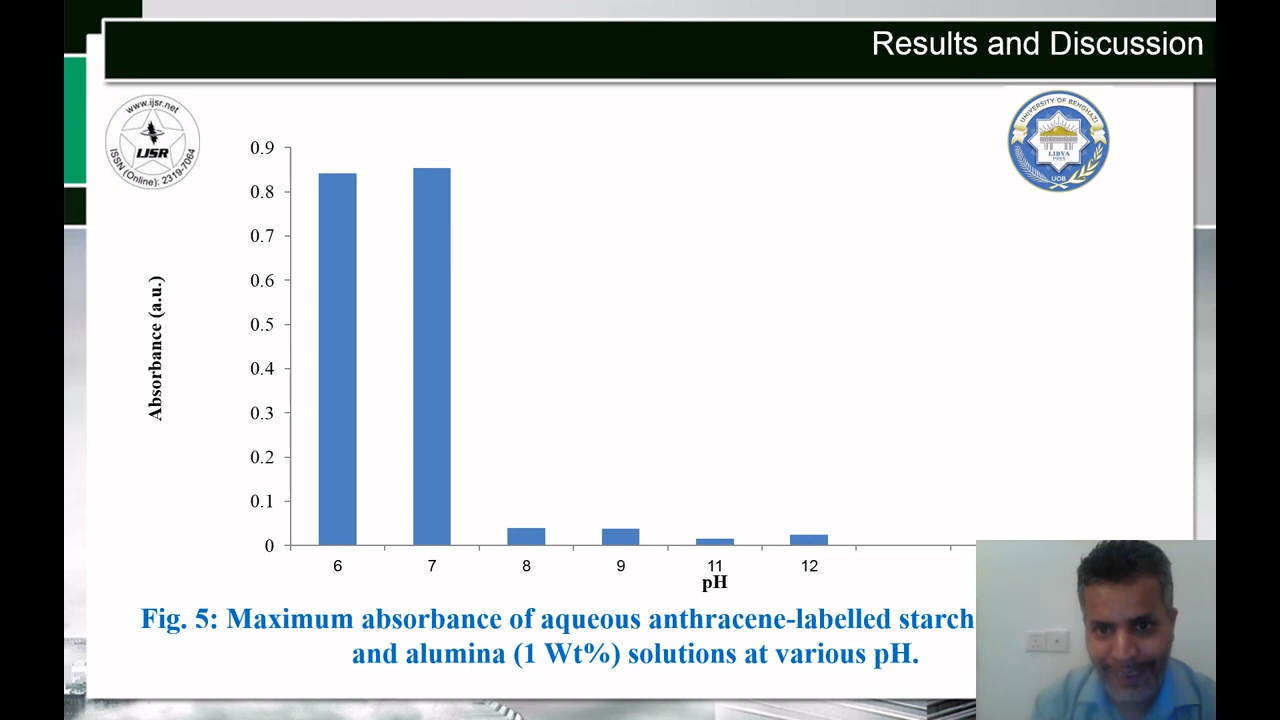 Results and Discussion
www.ijsr.net
IJSR
ISSN (Online): 2319-7064
UNIVERSITY OF BENGHAZI
LIBYA
1955
UOB
0.9
0.8
0.7
0.6
0.5
0.4
0.3
0.2
0.1
0
Absorbance (a.u.)
6 7 8 9 11 12
pH
Fig. 5: Maximum absorbance of aqueous anthracene-labelled starch
and alumina (1 Wt%) solutions at various pH.